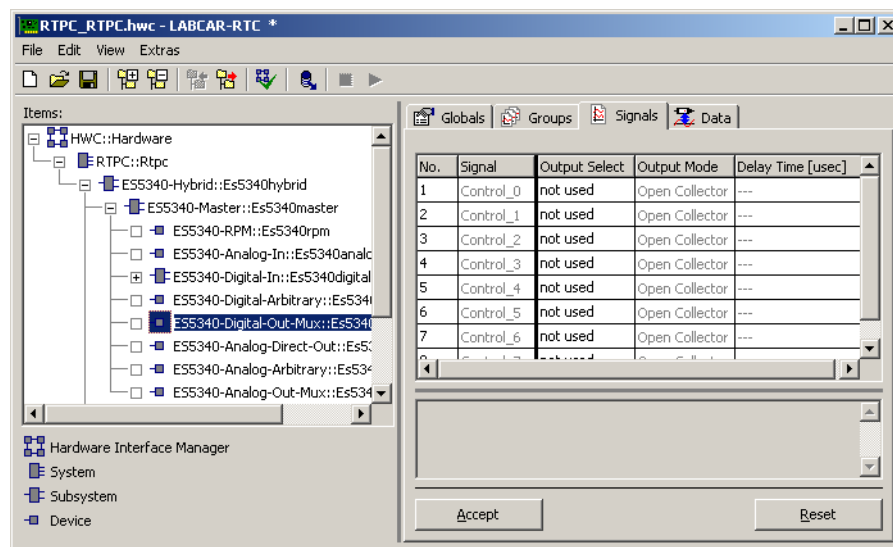 RTPC_RTPC.hwc - LABCAR-RTC *
File Edit View Extras
Items:
HWC::Hardware
RTPC::Rtpc
ES5340-Hybrid::Es5340hybrid
ES5340-Master::Es5340master
ES5340-RPM::Es5340rpm
ES5340-Analog-In::Es5340analc
ES5340-Digital-In::Es5340digital
ES5340-Digital-Arbitrary::Es534
ES5340-Digital-Out-Mux::Es5340
ES5340-Analog-Direct-Out::Es5
ES5340-Analog-Arbitrary::Es534
ES5340-Analog-Out-Mux::Es534
Hardware Interface Manager
System
Subsystem
Device
Globals Groups Signals Data
No. Signal Output Select Output Mode Delay Time [usec]
1 Control_0 not used Open Collector ---
2 Control_1 not used Open Collector ---
3 Control_2 not used Open Collector ---
4 Control_3 not used Open Collector ---
5 Control_4 not used Open Collector ---
6 Control_5 not used Open Collector ---
7 Control_6 not used Open Collector ---
Accept Reset